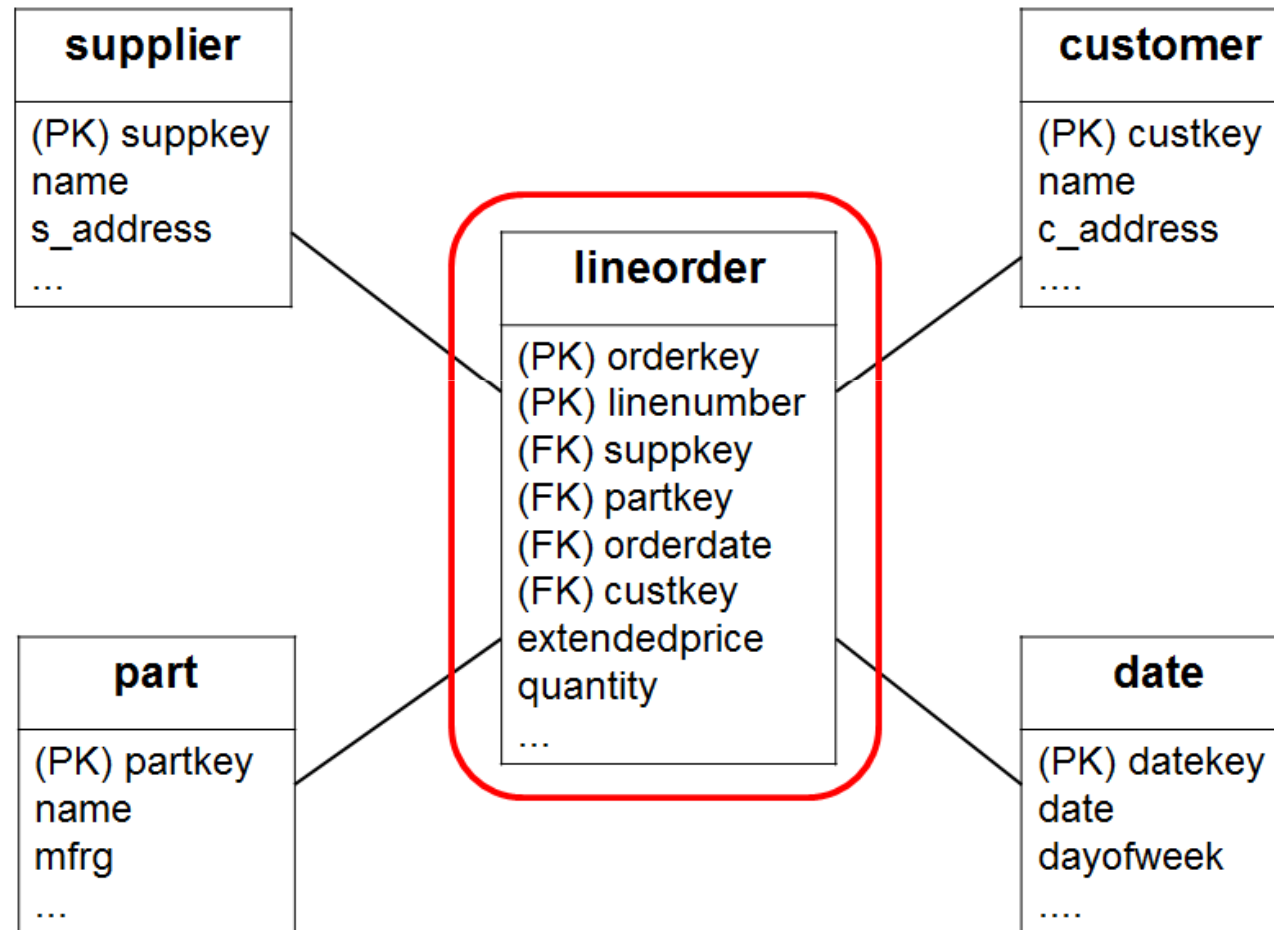 supplier
(PK) suppkey
name
s_address
...
customer
(PK) custkey
name
c_address
....
lineorder
(PK) orderkey
(PK) linenumber
(FK) suppkey
(FK) partkey
(FK) orderdate
(FK) custkey
extendedprice
quantity
...
part
(PK) partkey
name
mfrg
...
date
(PK) datekey
date
dayofweek
....